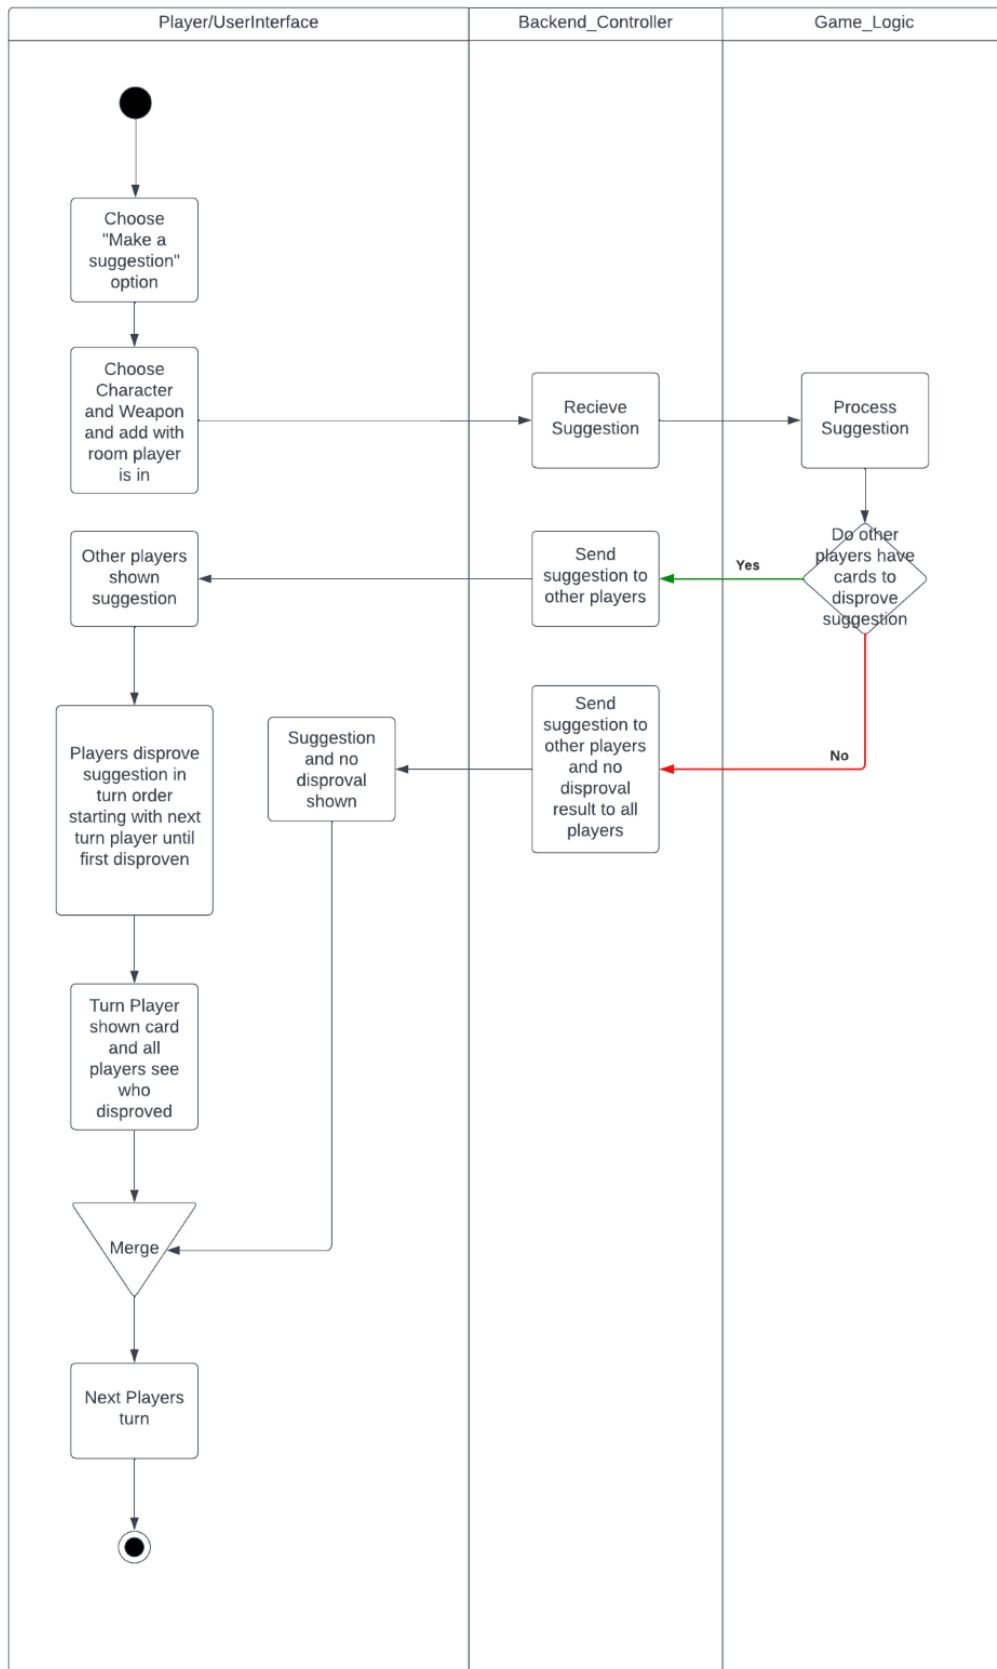 Player/UserInterface
Backend_Controller
Game_Logic
Choose
"Make a
suggestion"
option
Choose
Character
and Weapon
and add with
room player
is in
Recieve
Suggestion
Process
Suggestion
Do other
players have
cards to
disprove
suggestion
Yes
Send
suggestion to
other players
Other players
shown
suggestion
No
Send
suggestion to
other players
and no
disproval
result to all
players
Suggestion
and no
disproval
shown
Players disprove
suggestion in
turn order
starting with next
turn player until
first disproven
Turn Player
shown card
and all
players see
who
disproved
Merge
Next Players
turn